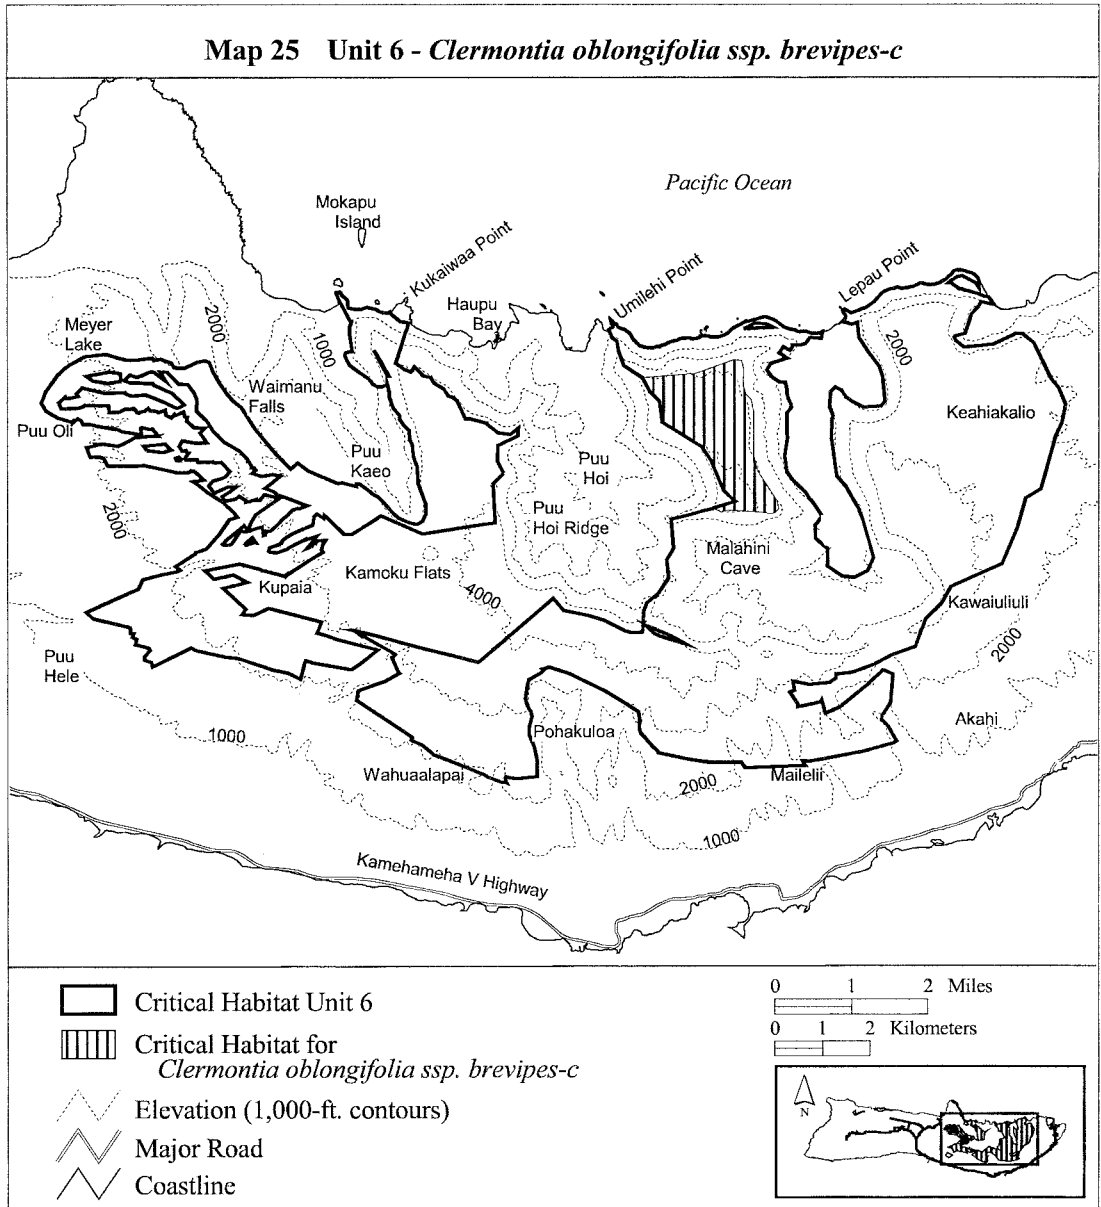 Map 25 Unit 6 - Clermontia oblongifolia ssp. brevipes-c
Pacific Ocean
Mokapu
Island
Kukaiwaa Point
Haupu
Bay
Umilehi Point
Lepau Point
Meyer
Lake
2000
1000
2000
Waimanu
Falls
Keahiakalio
Puu Oli
Puu
Kaeo
Puu
Hoi
2000
Puu
Hoi Ridge
Malahini
Cave
Kupaia
Kamoku Flats
4000
Kawaiuliuli
2000
Puu
Hele
Akahi
1000
Pohakuloa
Wahuaalapai
2000
Mailelii
1000
Kamehameha V Highway
Critical Habitat Unit 6
Critical Habitat for
Clermontia oblongifolia ssp. brevipes-c
Elevation (1,000-ft. contours)
Major Road
Coastline
0 1 2 Miles
0 1 2 Kilometers
N